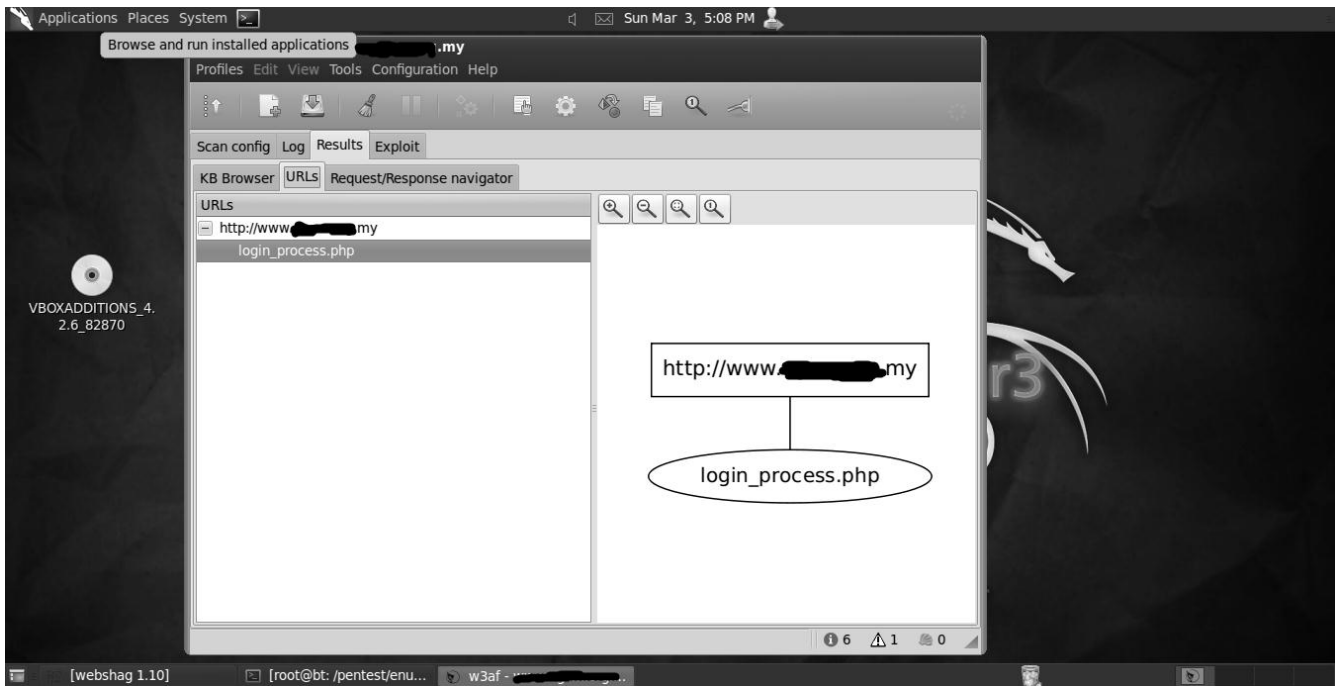 Applications Places System
Sun Mar 3, 5:08 PM
Browse and run installed applications
.my
Profiles Edit View Tools Configuration Help
Scan config Log Results Exploit
KB Browser URLs Request/Response navigator
URLs
http://www. my
login_process.php
VBOXADDITIONS_4.
2.6_82870
http://www. my
login_process.php
r3
6 1 0
[webshag 1.10]
[root@bt: /pentest/enu...
w3af -